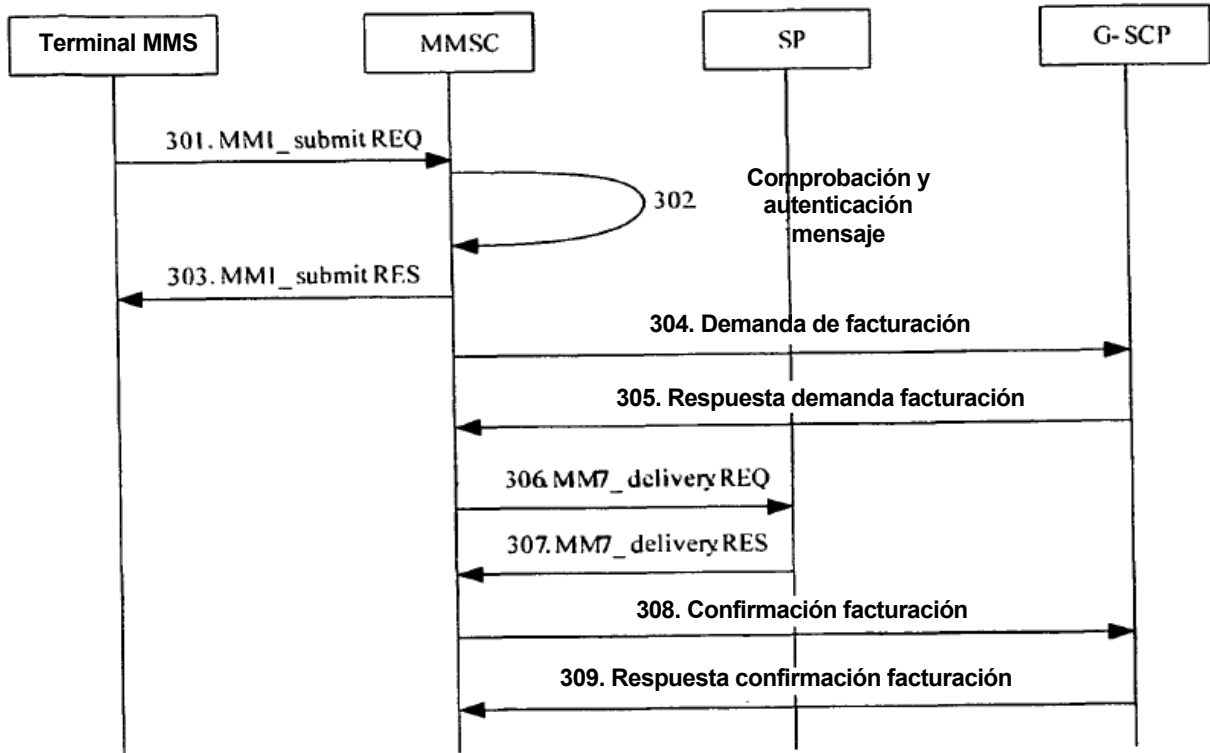 Terminal MMS
MMSC
SP
G-SCP
301. MM1_submit REQ
302
Comprobación y
autenticación
mensaje
303. MM1_submit RES
304. Demanda de facturación
305. Respuesta demanda facturación
306. MM7_delivery.REQ
307. MM7_delivery.RES
308. Confirmación facturación
309. Respuesta confirmación facturación